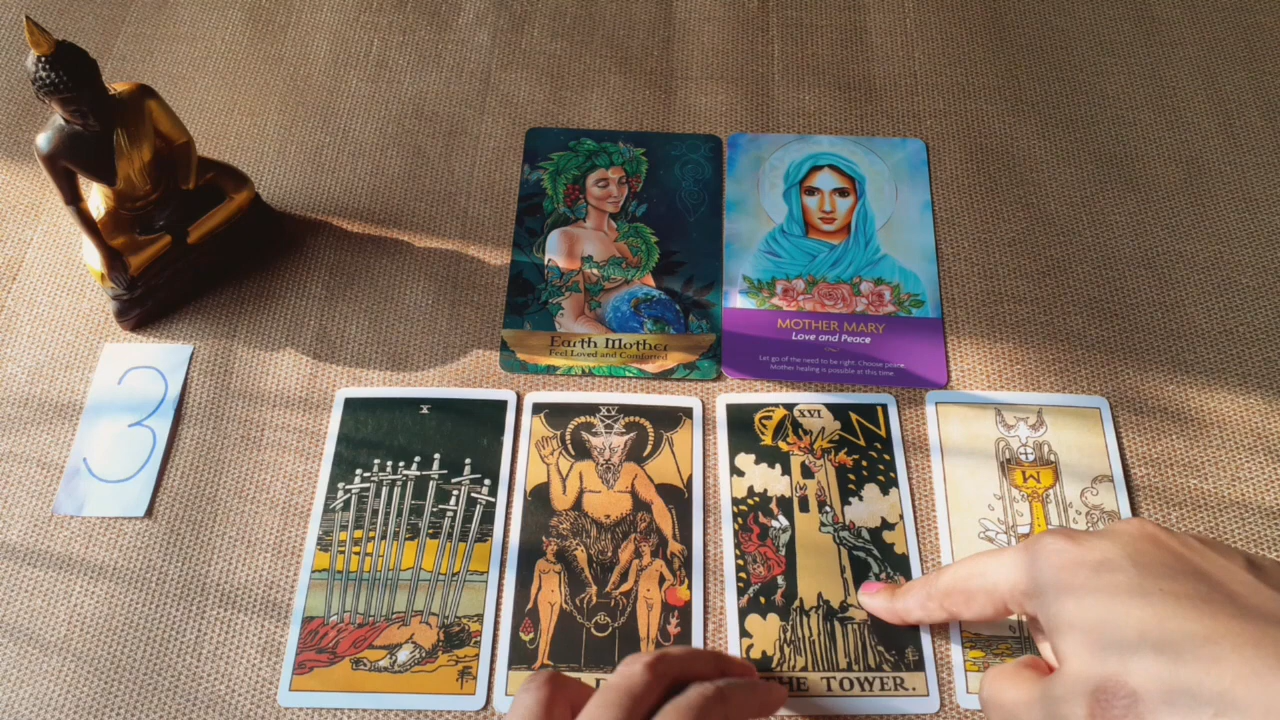 Earth Mother
Feel Loved and Comforted
MOTHER MARY
Love and Peace
Let go of the need to be right. Choose peace.
Mother healing is possible at this time.
3
X
XV
XVI
THE TOWER.